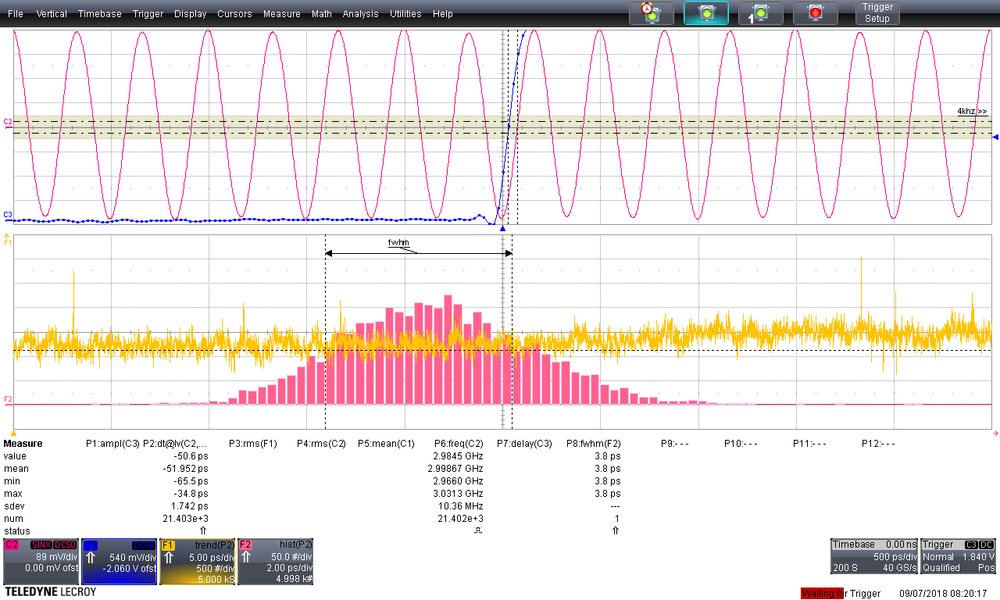 File Vertical Timebase Trigger Display Cursors Measure Math Analysis Utilities Help
1
Trigger
Setup
C2
4khz >>
C3
F1
fwhm
F2
Measure P1:ampl(C3) P2:dt@lv(C2,... P3:rms(F1) P4:rms(C2) P5:mean(C1) P6:freq(C2) P7:delay(C3) P8:fwhm(F2) P9:--- P10:--- P11:--- P12:---
value -50.6 ps 2.9845 GHz 3.8 ps
mean -51.952 ps 2.99867 GHz 3.8 ps
min -65.5 ps 2.9660 GHz 3.8 ps
max -34.8 ps 3.0313 GHz 3.8 ps
sdev 1.742 ps 10.36 MHz ---
num 21.403e+3 21.402e+3 1
status
C2 SINX DC50
89 mV/div
0.00 mV ofst
DC50
540 mV/div
-2.060 V ofst
F1 trend(P2)
5.00 ps/div
500 #/div
5.000 kS
F2 hist(P2)
50.0 #/div
2.00 ps/div
4.998 k#
Timebase 0.00 ns
500 ps/div
200 S 40 GS/s
Trigger C3 DC
Normal 1.840 V
Qualified Pos
TELEDYNE LECROY
Waiting for Trigger 09/07/2018 08:20:17